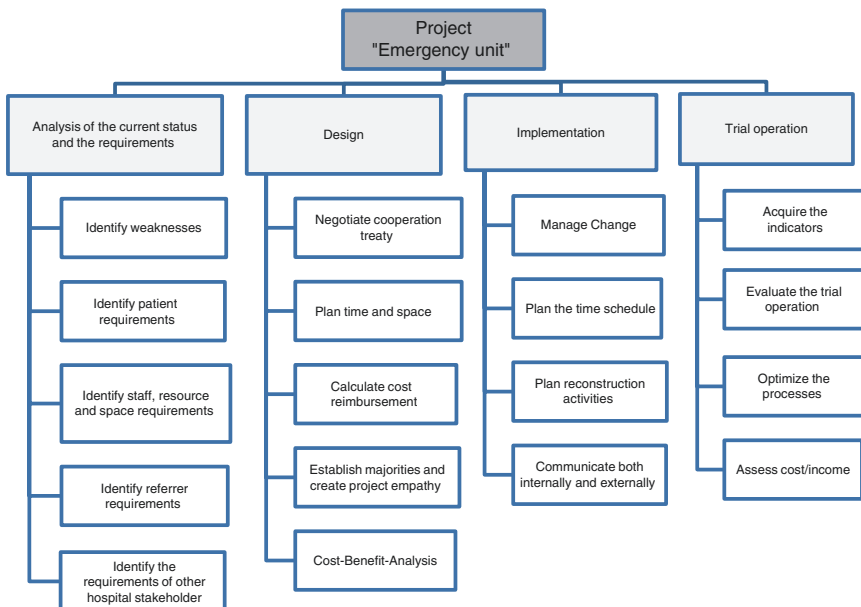 Project
"Emergency unit"
Analysis of the current status
and the requirements
Identify weaknesses
Identify patient
requirements
Identify staff, resource
and space requirements
Identify referrer
requirements
Identify the
requirements of other
hospital stakeholder
Design
Negotiate cooperation
treaty
Plan time and space
Calculate cost
reimbursement
Establish majorities and
create project empathy
Cost-Benefit-Analysis
Implementation
Manage Change
Plan the time schedule
Plan reconstruction
activities
Communicate both
internally and externally
Trial operation
Acquire the
indicators
Evaluate the trial
operation
Optimize the
processes
Assess cost/income